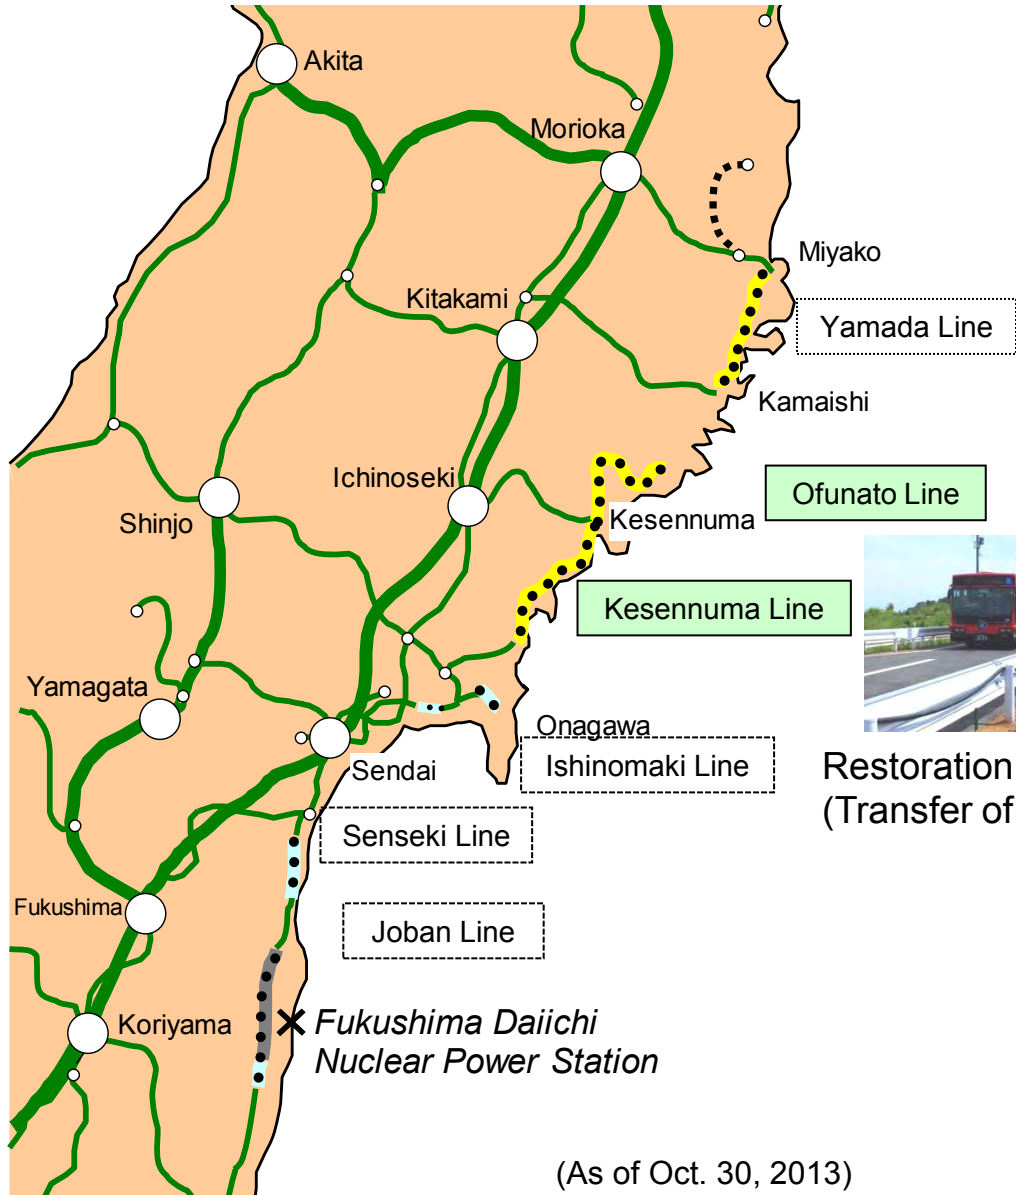 Akita
Morioka
Miyako
Kitakami
Yamada Line
Kamaishi
Ichinoseki
Ofunato Line
Shinjo
Kesennuma
Kesennuma Line
Yamagata
Onagawa
Sendai
Ishinomaki Line
Restoration
(Transfer of
Senseki Line
Fukushima
Joban Line
Koriyama
Fukushima Daiichi
Nuclear Power Station
(As of Oct. 30, 2013)